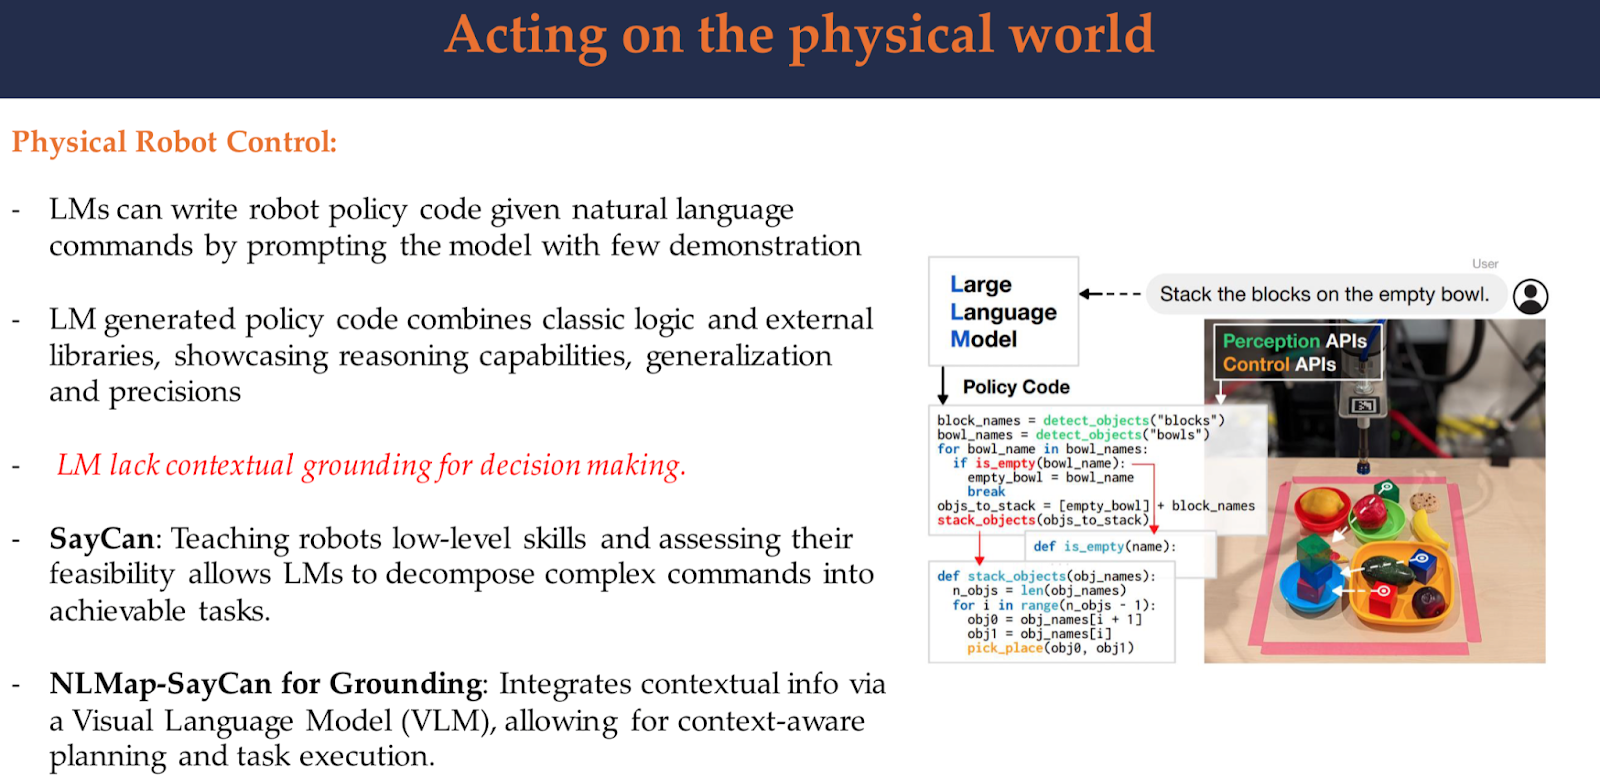 Acting on the physical world
Physical Robot Control:
- LMs can write robot policy code given natural language
commands by prompting the model with few demonstration
- LM generated policy code combines classic logic and external
libraries, showcasing reasoning capabilities, generalization
and precisions
- LM lack contextual grounding for decision making.
- SayCan: Teaching robots low-level skills and assessing their
feasibility allows LMs to decompose complex commands into
achievable tasks.
- NLMap-SayCan for Grounding: Integrates contextual info via
a Visual Language Model (VLM), allowing for context-aware
planning and task execution.
User
Large
Language
Model
Stack the blocks on the empty bowl.
Perception APIs
Control APIs
Policy Code
block_names = detect_objects("blocks")
bowl_names = detect_objects("bowls")
for bowl_name in bowl_names:
if is_empty(bowl_name):
empty_bowl = bowl_name
break
objs_to_stack = [empty_bowl] + block_names
stack_objects(objs_to_stack)
def is_empty(name):
def stack_objects(obj_names):
n_objs = len(obj_names)
for i in range(n_objs - 1):
obj0 = obj_names[i + 1]
obj1 = obj_names[i]
pick_place(obj0, obj1)